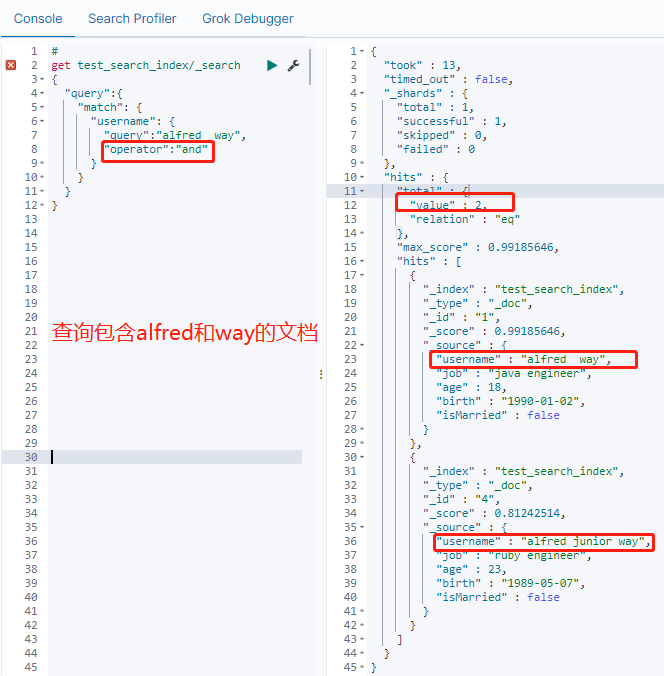 Console Search Profiler Grok Debugger
1 #
2 get test_search_index/_search
3 {
4 "query":{
5 "match": {
6 "username": {
7 "query":"alfred  way",
8 "operator":"and"
9 }
10 }
11 }
12 }
13
14
15
16
17
18
19
20
21 查询包含alfred和way的文档
22
23
24
25
26
27
28
29
30
31
32
33
34
35
36
37
38
39
40
41
42
43
44
45
1 {
2 "took" : 13,
3 "timed_out" : false,
4 "_shards" : {
5 "total" : 1,
6 "successful" : 1,
7 "skipped" : 0,
8 "failed" : 0
9 },
10 "hits" : {
11 "total" : {
12 "value" : 2,
13 "relation" : "eq"
14 },
15 "max_score" : 0.99185646,
16 "hits" : [
17 {
18 "_index" : "test_search_index",
19 "_type" : "_doc",
20 "_id" : "1",
21 "_score" : 0.99185646,
22 "_source" : {
23 "username" : "alfred  way",
24 "job" : "java engineer",
25 "age" : 18,
26 "birth" : "1990-01-02",
27 "isMarried" : false
28 }
29 },
30 {
31 "_index" : "test_search_index",
32 "_type" : "_doc",
33 "_id" : "4",
34 "_score" : 0.81242514,
35 "_source" : {
36 "username" : "alfred junior way",
37 "job" : "ruby engineer",
38 "age" : 23,
39 "birth" : "1989-05-07",
40 "isMarried" : false
41 }
42 }
43 ]
44 }
45 }